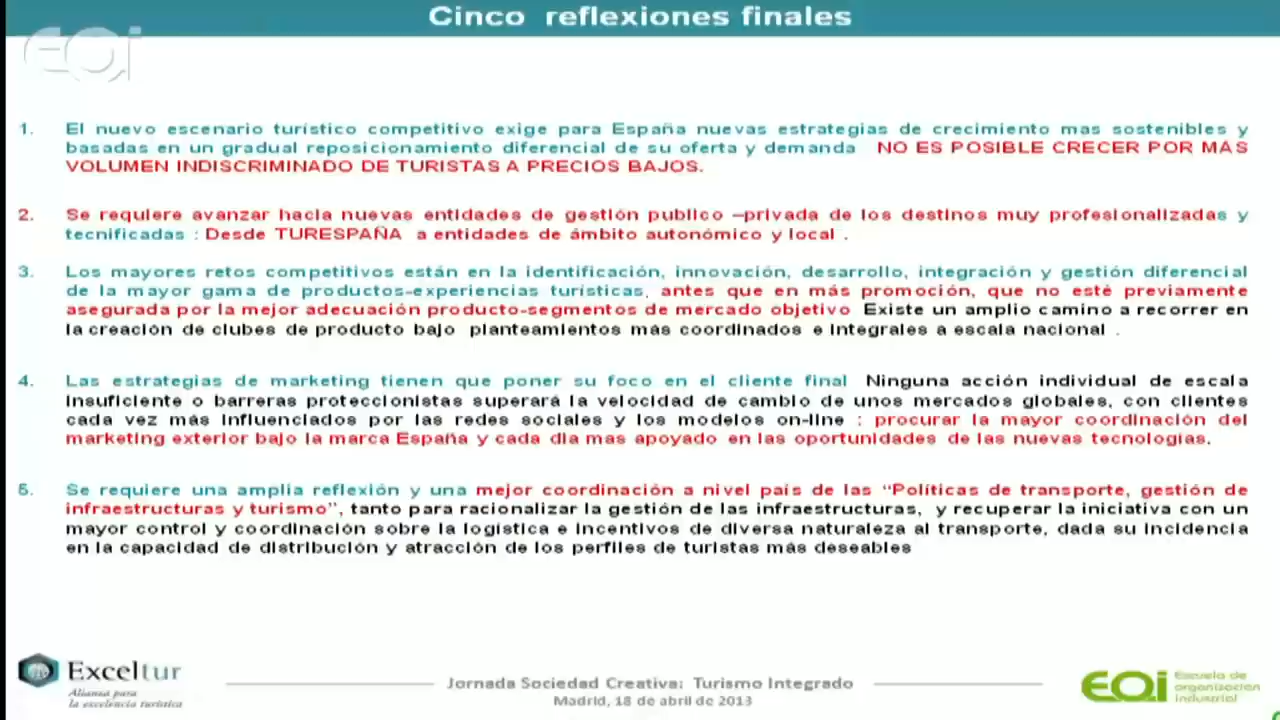 Cinco reflexiones finales
EOI
1. El nuevo escenario turístico competitivo exige para España nuevas estrategias de crecimiento mas sostenibles y
basadas en un gradual reposicionamiento diferencial de su oferta y demanda NO ES POSIBLE CRECER POR MÁS
VOLUMEN INDISCRIMINADO DE TURISTAS A PRECIOS BAJOS.
2. Se requiere avanzar hacia nuevas entidades de gestión publico –privada de los destinos muy profesionalizadas y
tecnificadas : Desde TURESPAÑA a entidades de ámbito autonómico y local .
3. Los mayores retos competitivos están en la identificación, innovación, desarrollo, integración y gestión diferencial
de la mayor gama de productos-experiencias turísticas, antes que en más promoción, que no esté previamente
asegurada por la mejor adecuación producto-segmentos de mercado objetivo Existe un amplio camino a recorrer en
la creación de clubes de producto bajo planteamientos más coordinados e integrales a escala nacional .
4. Las estrategias de marketing tienen que poner su foco en el cliente final Ninguna acción individual de escala
insuficiente o barreras proteccionistas superará la velocidad de cambio de unos mercados globales, con clientes
cada vez más influenciados por las redes sociales y los modelos on-line : procurar la mayor coordinación del
marketing exterior bajo la marca España y cada dia mas apoyado en las oportunidades de las nuevas tecnologías.
5. Se requiere una amplia reflexión y una mejor coordinación a nivel país de las “Políticas de transporte, gestión de
infraestructuras y turismo”, tanto para racionalizar la gestión de las infraestructuras, y recuperar la iniciativa con un
mayor control y coordinación sobre la logística e incentivos de diversa naturaleza al transporte, dada su incidencia
en la capacidad de distribución y atracción de los perfiles de turistas más deseables
Exceltur
Alianza para
la excelencia turística
Jornada Sociedad Creativa: Turismo Integrado
Madrid, 18 de abril de 2013
EOI
Escuela de
organización
industrial